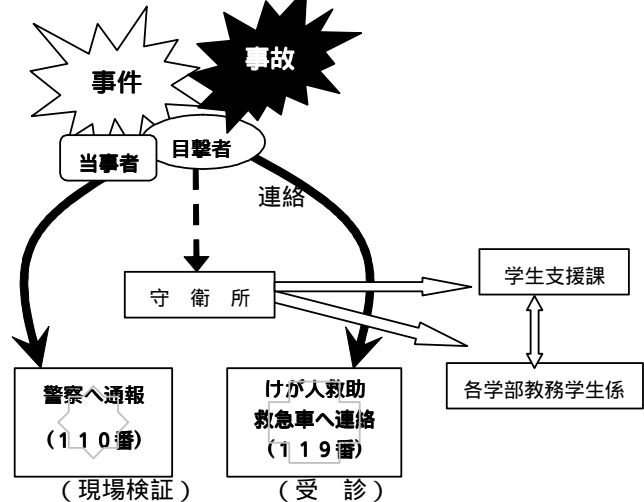 事件
事故
当事者
目撃者
連絡
守 衛 所
学生支援課
各学部教務学生係
警察へ通報
（１１０番）
（現場検証）
けが人救助
救急車へ連絡
（１１９番）
（受　診）